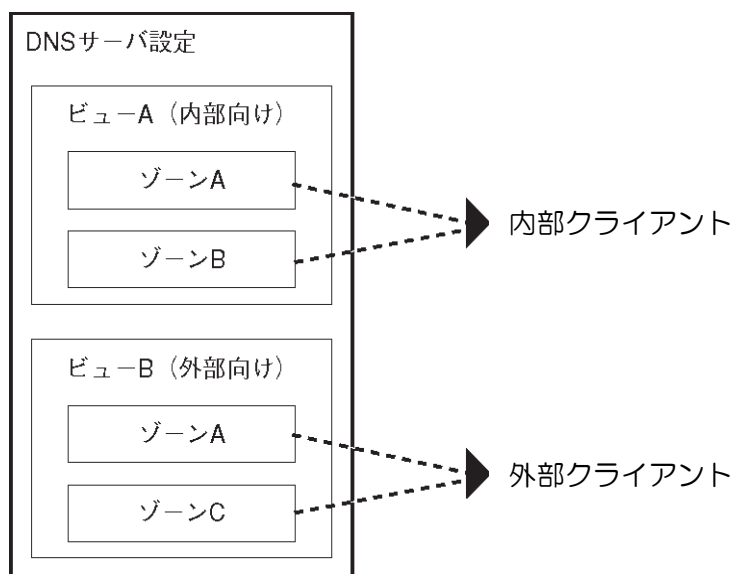 DNSサーバ設定
ビューA（内部向け）
ゾーンA
ゾーンB
内部クライアント
ビューB（外部向け）
ゾーンA
ゾーンC
外部クライアント